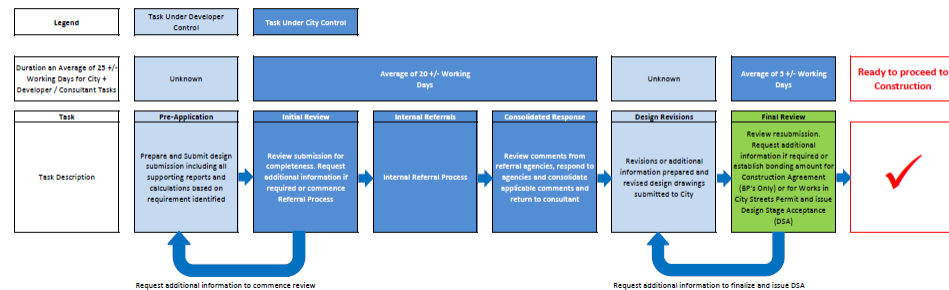 Legend
Task Under Developer
Control
Task Under City Control
Duration an Average of 25 +/-
Working Days for City +
Developer / Consultant Tasks
Unknown
Average of 20 +/- Working
Days
Unknown
Average of 5 +/- Working
Days
Ready to proceed to
Construction
Task
Pre-Application
Initial Review
Internal Referrals
Consolidated Response
Design Revisions
Final Review
Task Description
Prepare and Submit design
submission including all
supporting reports and
calculations based on
requirement identified
Review submission for
completeness. Request
additional information if
required or commence
Referral Process
Internal Referral Process
Review comments from
referral agencies, respond to
agencies and consolidate
applicable comments and
return to consultant
Revisions or additional
information prepared and
revised design drawings
submitted to City
Review resubmission.
Request additional
information if required or
establish bonding amount for
Construction Agreement
(BP's Only) or for Works in
City Streets Permit and issue
Design Stage Acceptance
(DSA)
Request additional information to commence review
Request additional information to finalize and issue DSA